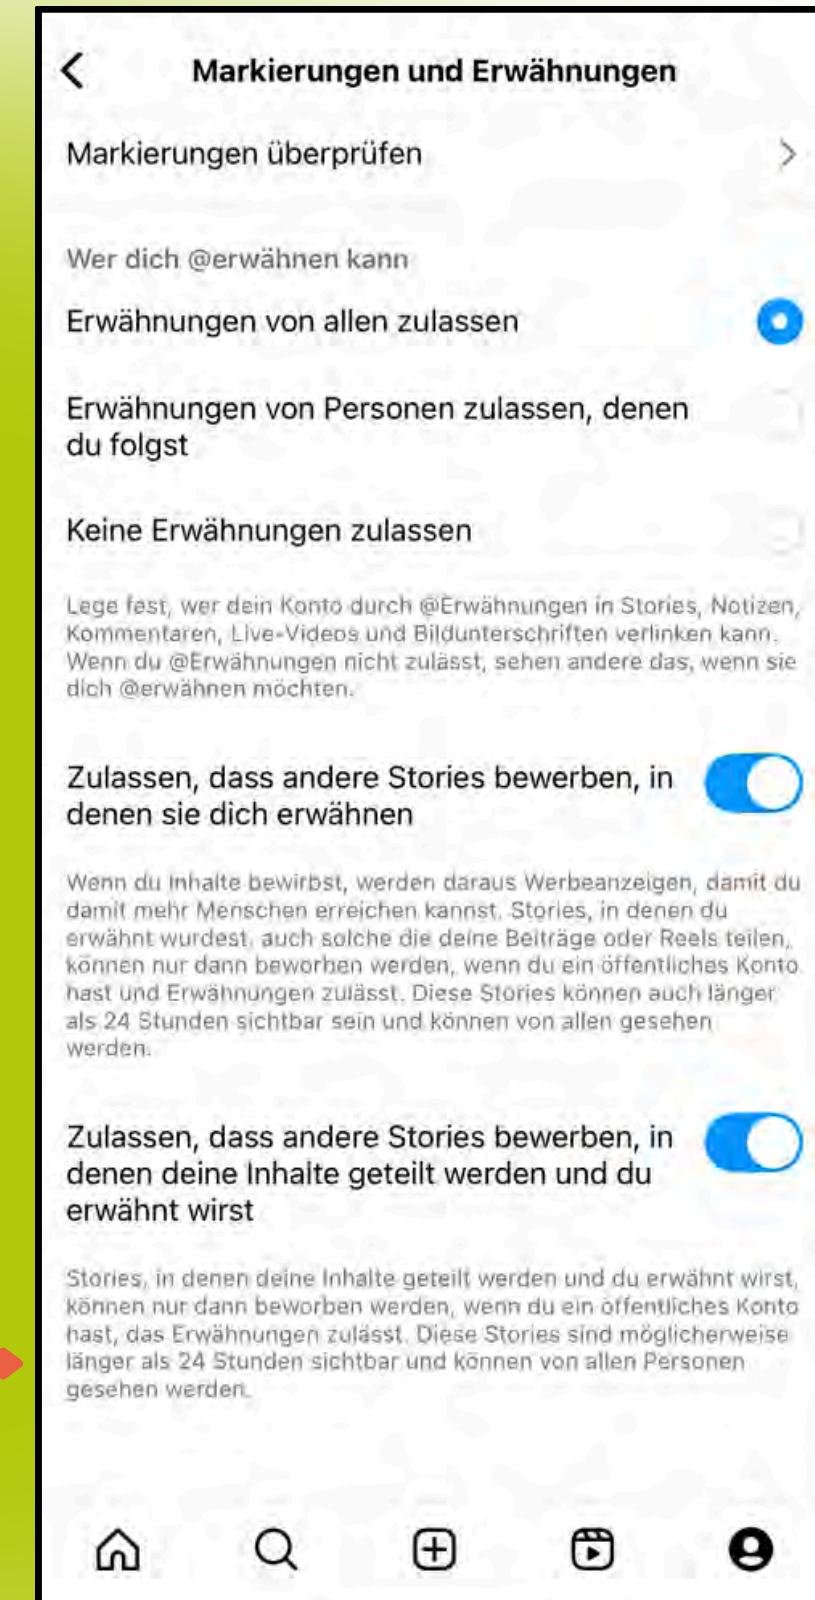 Markierungen und Erwähnungen
Markierungen überprüfen
Wer dich @erwähnen kann
Erwähnungen von allen zulassen
Erwähnungen von Personen zulassen, denen
du folgst
Keine Erwähnungen zulassen
Lege fest, wer dein Konto durch @Erwähnungen in Stories, Notizen,
Kommentaren, Live-Videos und Bildunterschriften verlinken kann.
Wenn du @Erwähnungen nicht zulässt, sehen andere das, wenn sie
dich @erwähnen möchten.
Zulassen, dass andere Stories bewerben, in
denen sie dich erwähnen
Wenn du Inhalte bewirbst, werden daraus Werbeanzeigen, damit du
damit mehr Menschen erreichen kannst. Stories, in denen du
erwähnt wurdest, auch solche die deine Beiträge oder Reels teilen,
können nur dann beworben werden, wenn du ein öffentliches Konto
hast und Erwähnungen zulässt. Diese Stories können auch länger
als 24 Stunden sichtbar sein und können von allen gesehen
werden.
Zulassen, dass andere Stories bewerben, in
denen deine Inhalte geteilt werden und du
erwähnt wirst
Stories, in denen deine Inhalte geteilt werden und du erwähnt wirst,
können nur dann beworben werden, wenn du ein öffentliches Konto
hast, das Erwähnungen zulässt. Diese Stories sind möglicherweise
länger als 24 Stunden sichtbar und können von allen Personen
gesehen werden.